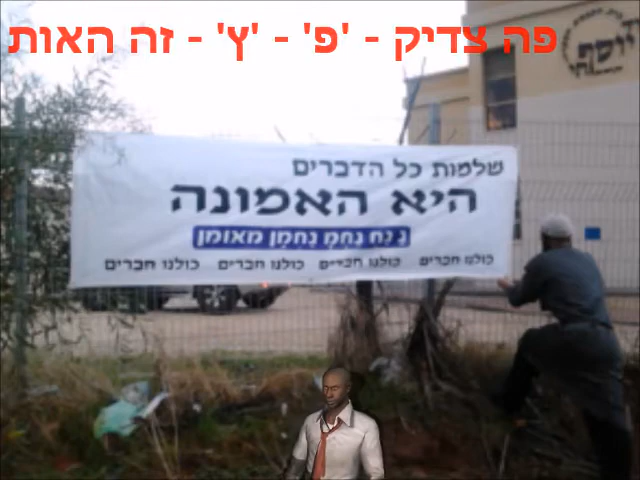 פה צדיק - 'פ' - 'ץ' - זה האות
יוסף
שלמות כל הדברים
היא האמונה
נ נח נחמ נחמן מאומן
כולנו חברים כולנו חברים כולנו חברים כולנו חברים